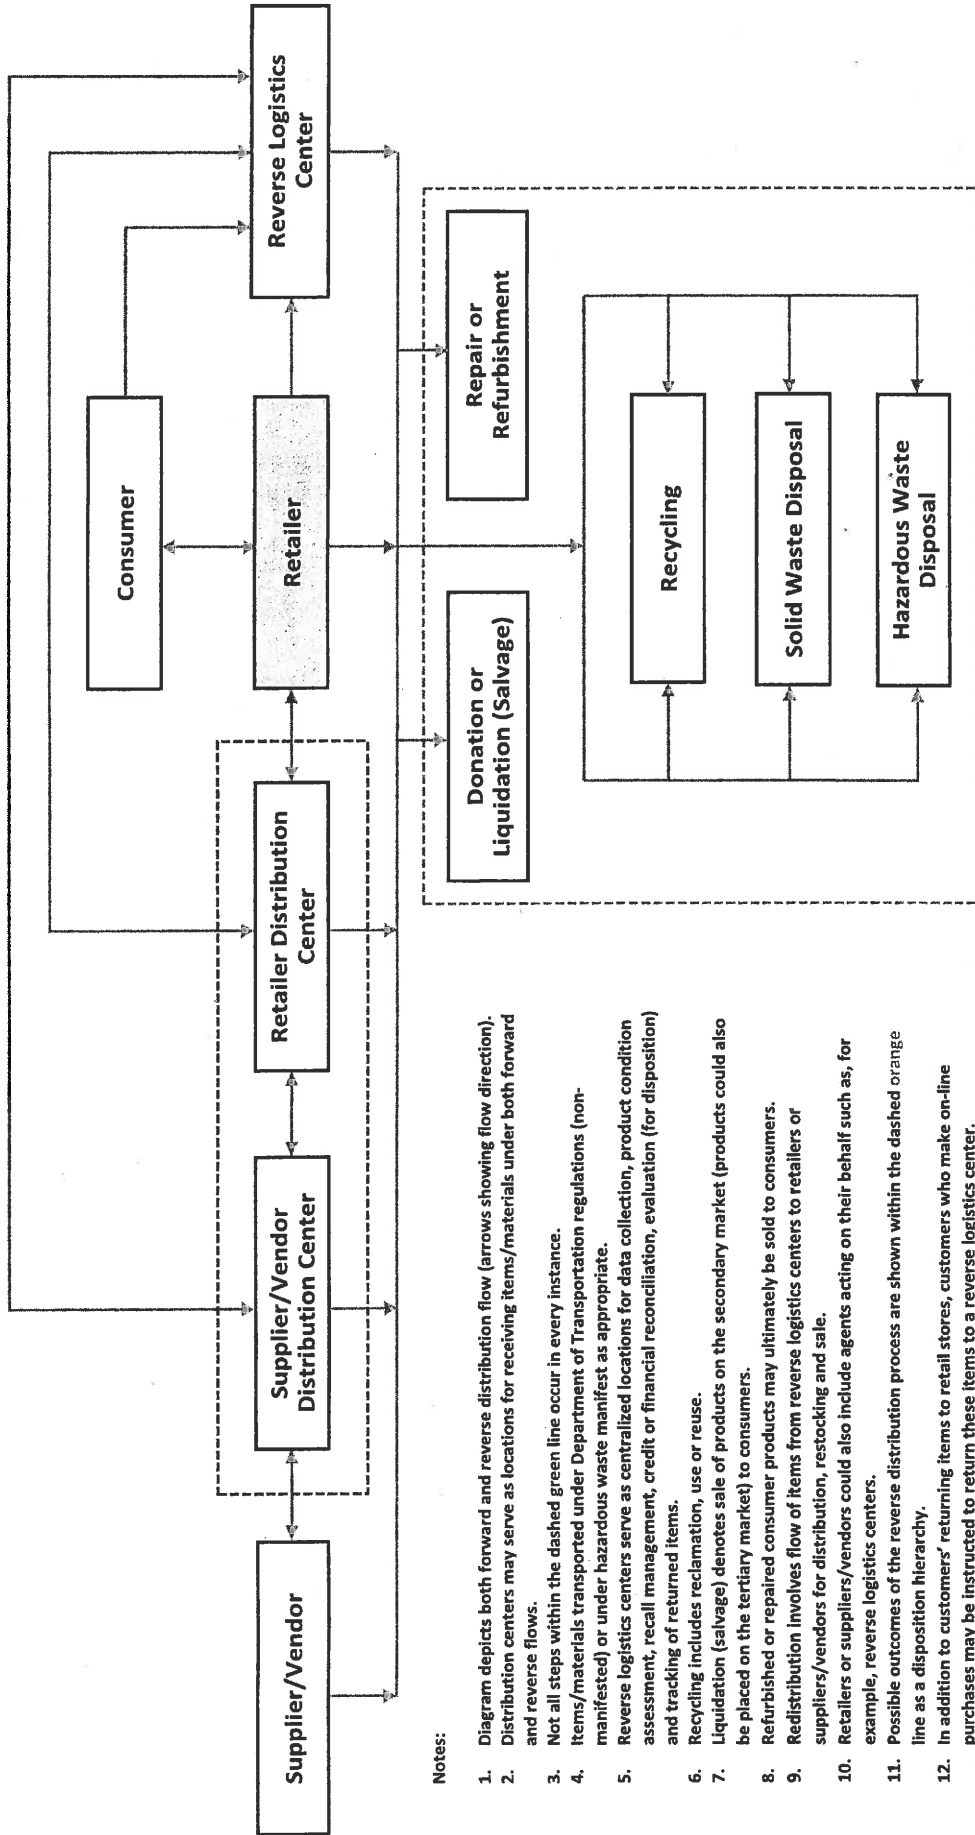 Consumer
Supplier/Vendor
Supplier/Vendor
Distribution Center
Retailer Distribution
Center
Retailer
Reverse Logistics
Center
Donation or
Liquidation (Salvage)
Repair or
Refurbishment
Recycling
Solid Waste Disposal
Hazardous Waste
Disposal
Notes:
1. Diagram depicts both forward and reverse distribution flow (arrows showing flow direction).
2. Distribution centers may serve as locations for receiving items/materials under both forward
and reverse flows.
3. Not all steps within the dashed green line occur in every instance.
4. Items/materials transported under Department of Transportation regulations (non-
manifested) or under hazardous waste manifest as appropriate.
5. Reverse logistics centers serve as centralized locations for data collection, product condition
assessment, recall management, credit or financial reconciliation, evaluation (for disposition)
and tracking of returned items.
6. Recycling includes reclamation, use or reuse.
7. Liquidation (salvage) denotes sale of products on the secondary market (products could also
be placed on the tertiary market) to consumers.
8. Refurbished or repaired consumer products may ultimately be sold to consumers.
9. Redistribution involves flow of items from reverse logistics centers to retailers or
suppliers/vendors for distribution, restocking and sale.
10. Retailers or suppliers/vendors could also include agents acting on their behalf such as, for
example, reverse logistics centers.
11. Possible outcomes of the reverse distribution process are shown within the dashed orange
line as a disposition hierarchy.
12. In addition to customers' returning items to retail stores, customers who make on-line
purchases may be instructed to return these items to a reverse logistics center.